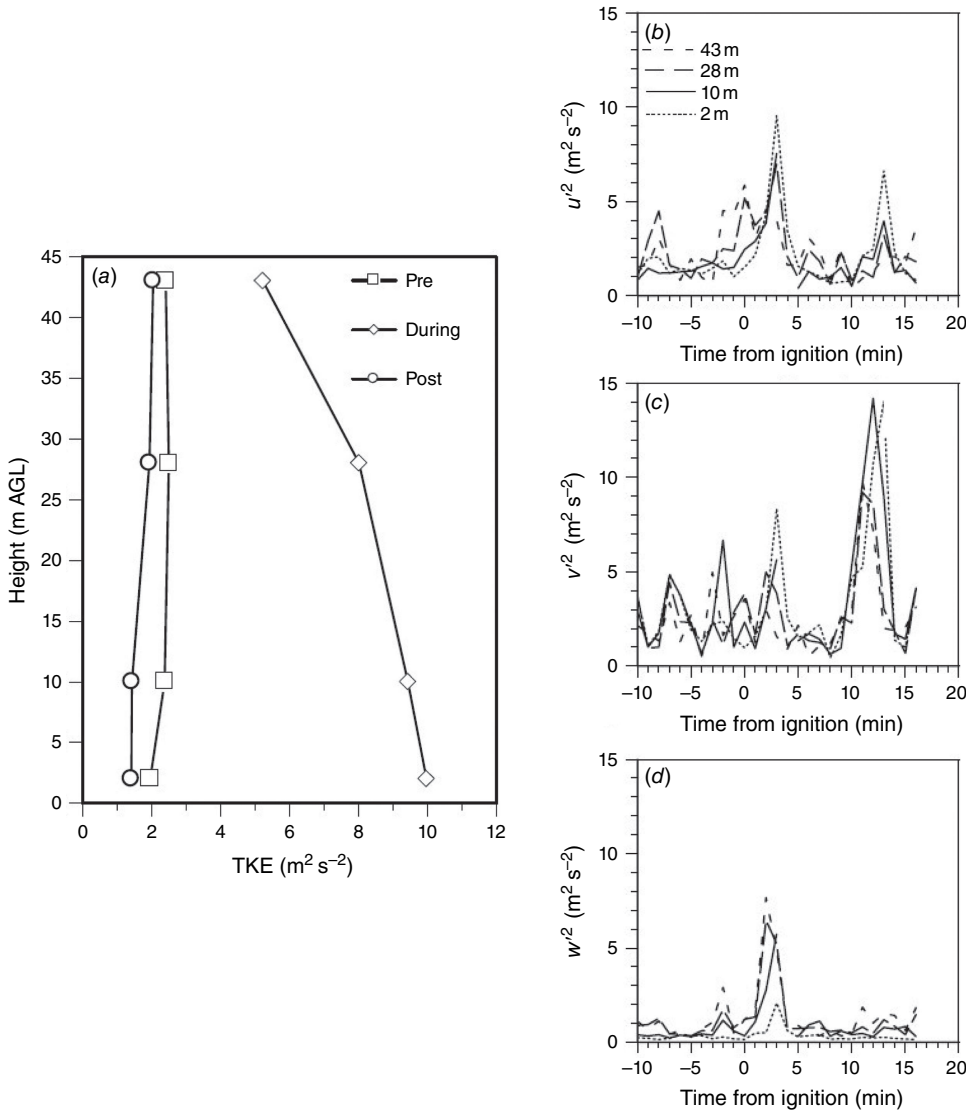 (a)
Pre
During
Post
45
40
35
30
25
20
15
10
5
0
0 2 4 6 8 10 12
Height (m AGL)
TKE (m² s⁻²)
(b)
43 m
28 m
10 m
2 m
15
10
5
0
u′² (m² s⁻²)
–10 –5 0 5 10 15 20
Time from ignition (min)
(c)
15
10
5
0
v′² (m² s⁻²)
–10 –5 0 5 10 15 20
Time from ignition (min)
(d)
15
10
5
0
w′² (m² s⁻²)
–10 –5 0 5 10 15 20
Time from ignition (min)